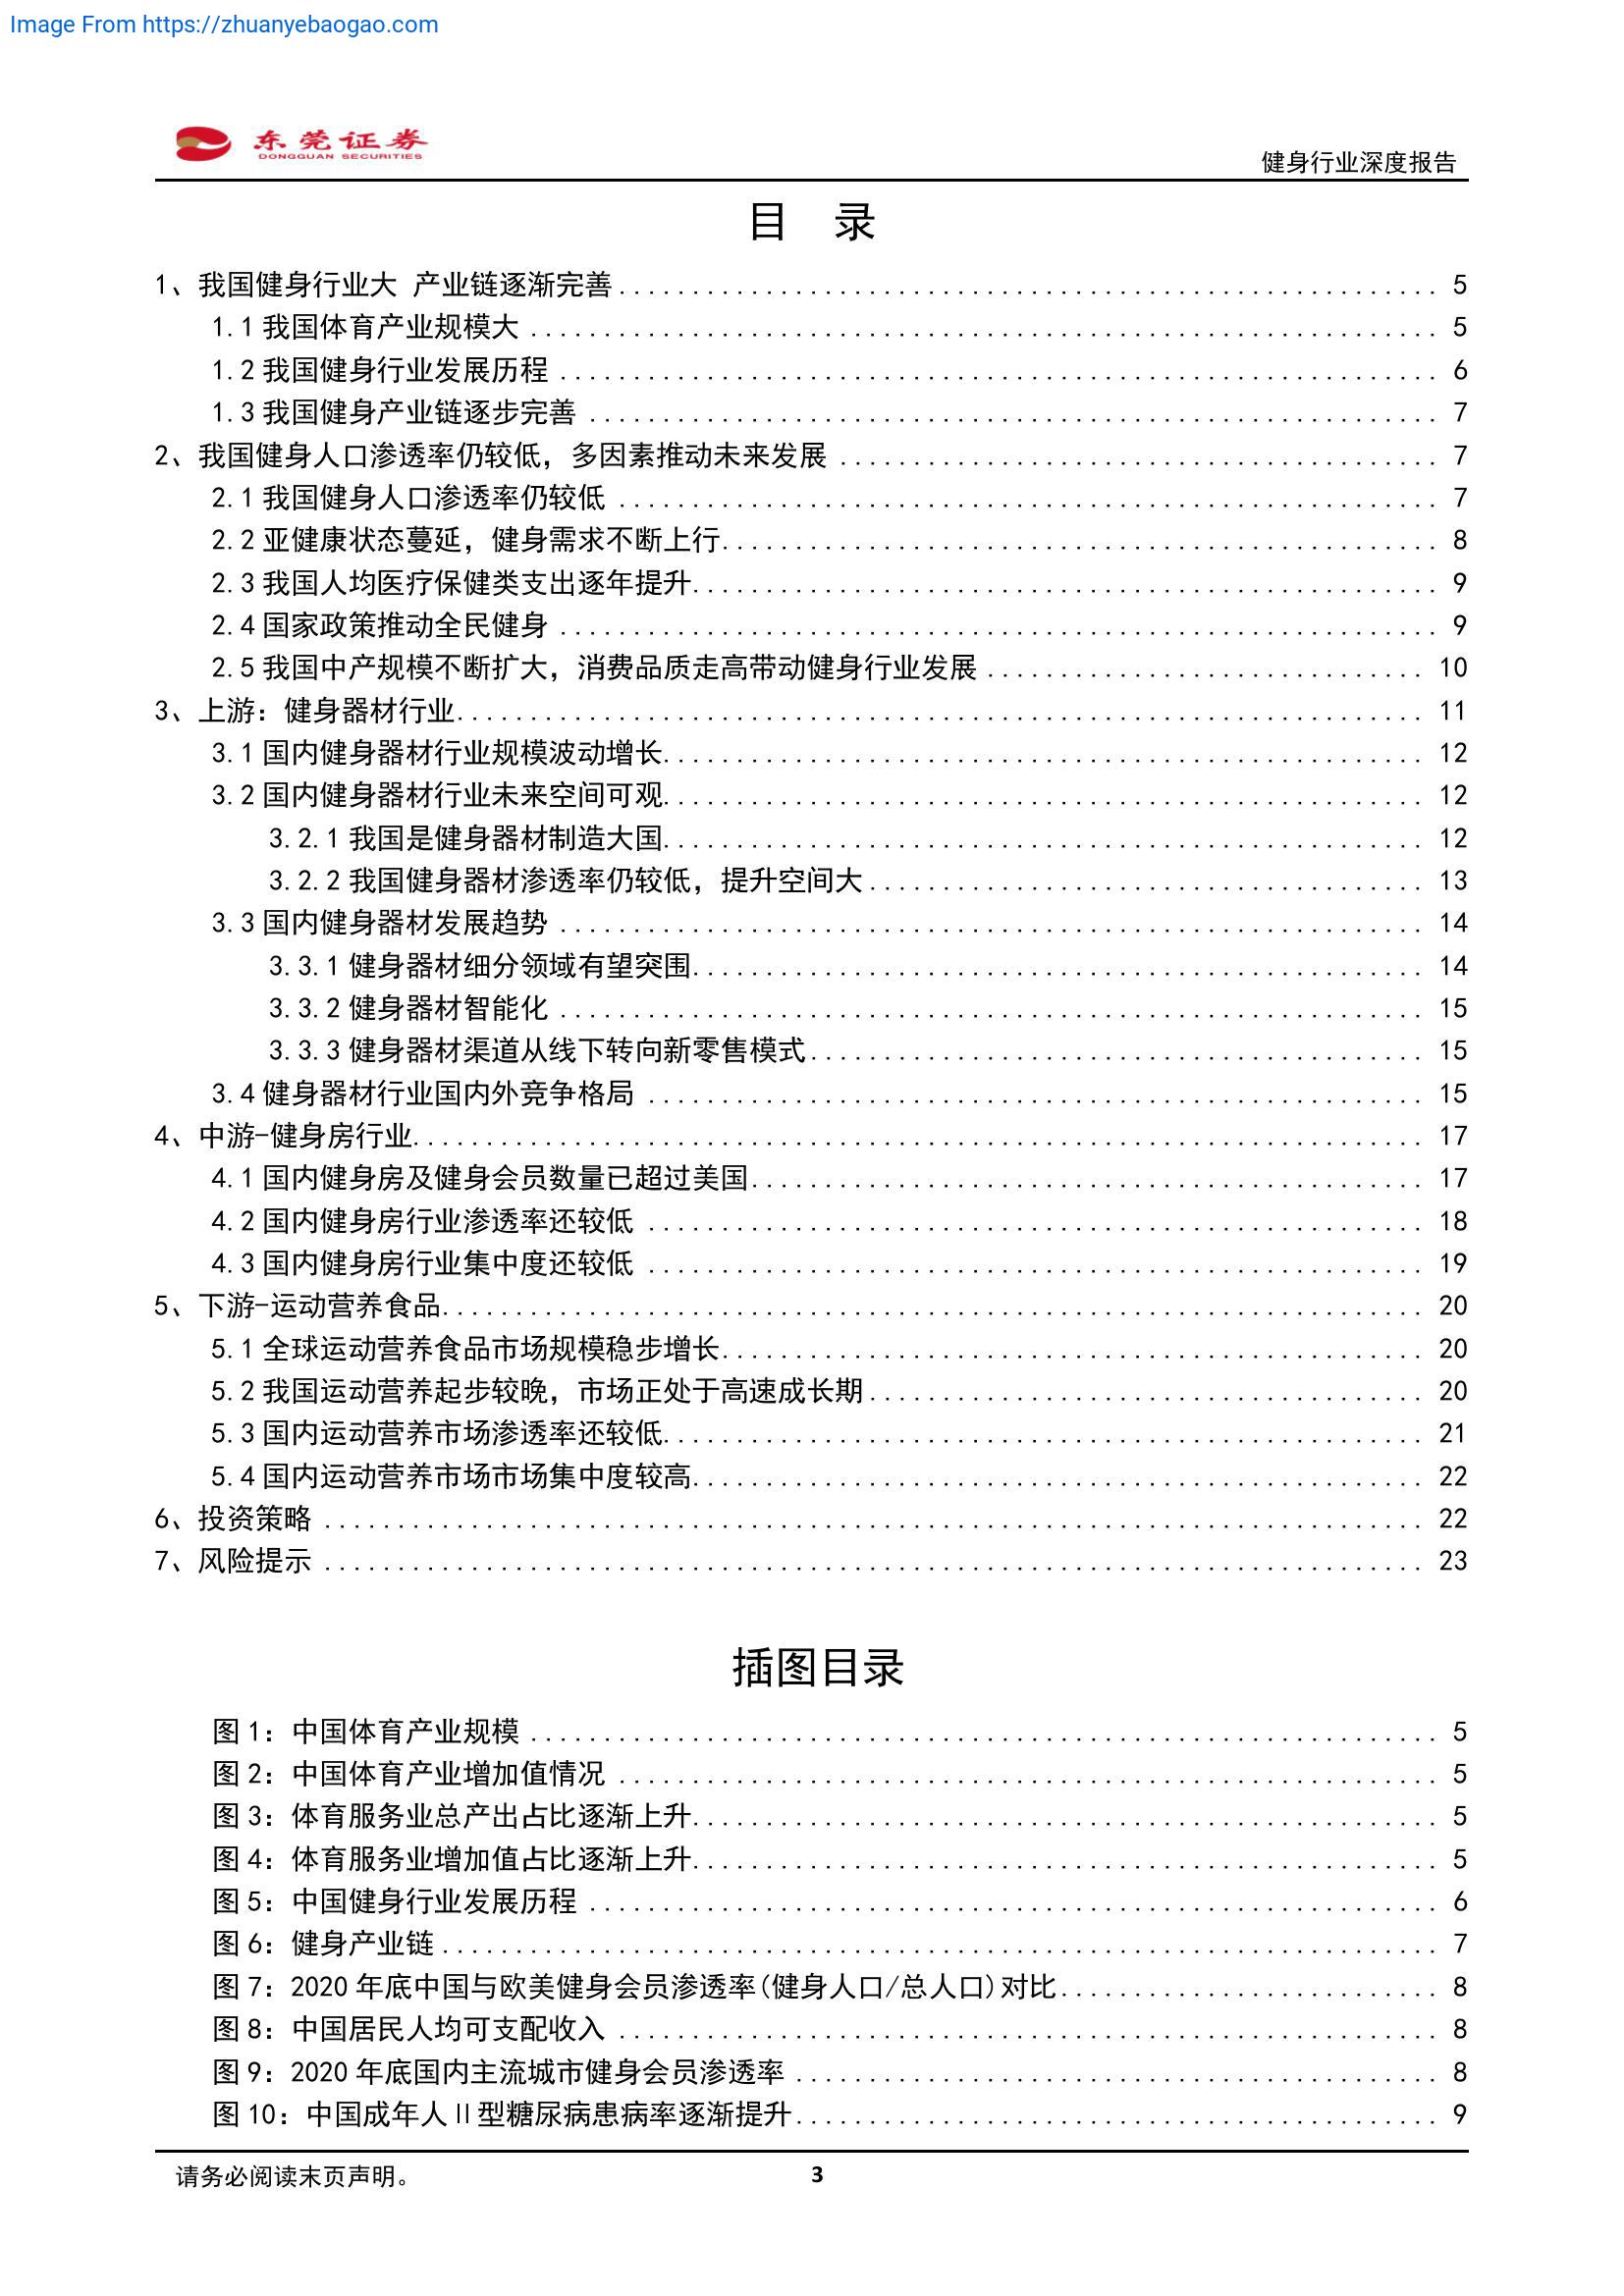 Image From https://zhuanyebaogao.com
东莞证券
DONGGUAN SECURITIES
健身行业深度报告
目 录
1、我国健身行业大 产业链逐渐完善 5
1.1 我国体育产业规模大 5
1.2 我国健身行业发展历程 6
1.3 我国健身产业链逐步完善 7
2、我国健身人口渗透率仍较低，多因素推动未来发展 7
2.1 我国健身人口渗透率仍较低 7
2.2 亚健康状态蔓延，健身需求不断上行 8
2.3 我国人均医疗保健类支出逐年提升 9
2.4 国家政策推动全民健身 9
2.5 我国中产规模不断扩大，消费品质走高带动健身行业发展 10
3、上游：健身器材行业 11
3.1 国内健身器材行业规模波动增长 12
3.2 国内健身器材行业未来空间可观 12
3.2.1 我国是健身器材制造大国 12
3.2.2 我国健身器材渗透率仍较低，提升空间大 13
3.3 国内健身器材发展趋势 14
3.3.1 健身器材细分领域有望突围 14
3.3.2 健身器材智能化 15
3.3.3 健身器材渠道从线下转向新零售模式 15
3.4 健身器材行业国内外竞争格局 15
4、中游-健身房行业 17
4.1 国内健身房及健身会员数量已超过美国 17
4.2 国内健身房行业渗透率还较低 18
4.3 国内健身房行业集中度还较低 19
5、下游-运动营养食品 20
5.1 全球运动营养食品市场规模稳步增长 20
5.2 我国运动营养起步较晚，市场正处于高速成长期 20
5.3 国内运动营养市场渗透率还较低 21
5.4 国内运动营养市场市场集中度较高 22
6、投资策略 22
7、风险提示 23
插图目录
图 1：中国体育产业规模 5
图 2：中国体育产业增加值情况 5
图 3：体育服务业总产出占比逐渐上升 5
图 4：体育服务业增加值占比逐渐上升 5
图 5：中国健身行业发展历程 6
图 6：健身产业链 7
图 7：2020 年底中国与欧美健身会员渗透率(健身人口/总人口)对比 8
图 8：中国居民人均可支配收入 8
图 9：2020 年底国内主流城市健身会员渗透率 8
图 10：中国成年人Ⅱ型糖尿病患病率逐渐提升 9
请务必阅读末页声明。
3